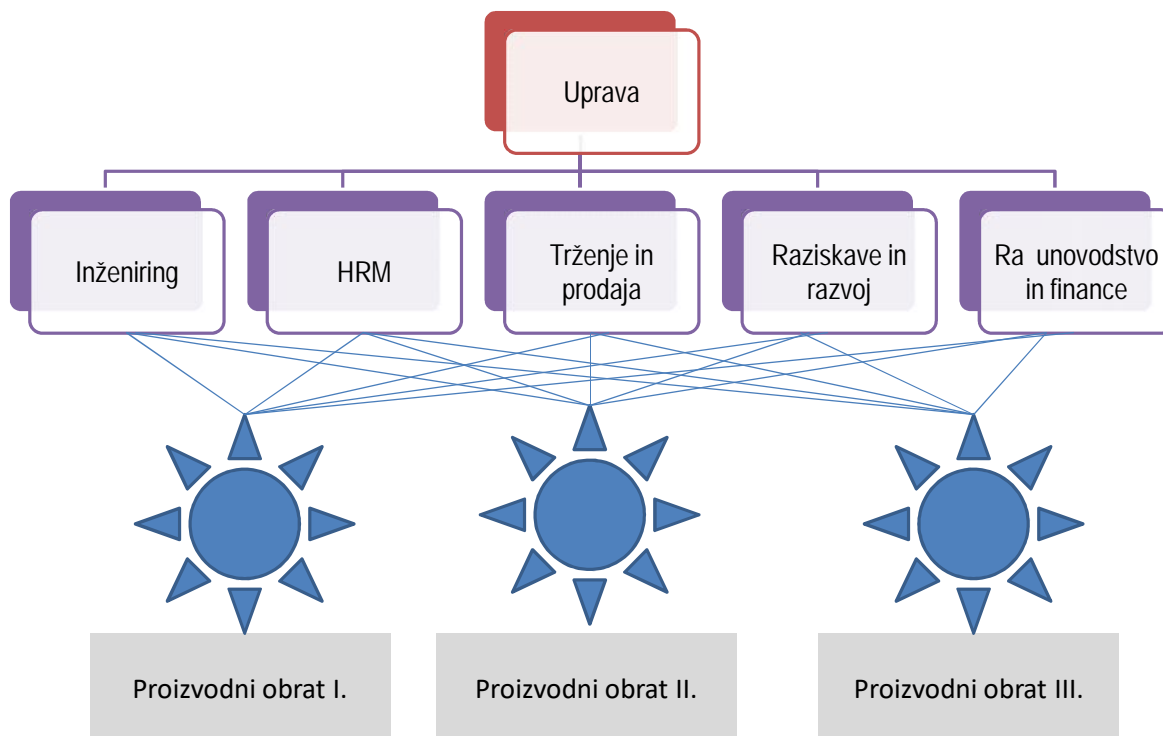 Uprava
Inženiring
HRM
Trženje in
prodaja
Raziskave in
razvoj
Ra unovodstvo
in finance
Proizvodni obrat I.
Proizvodni obrat II.
Proizvodni obrat III.